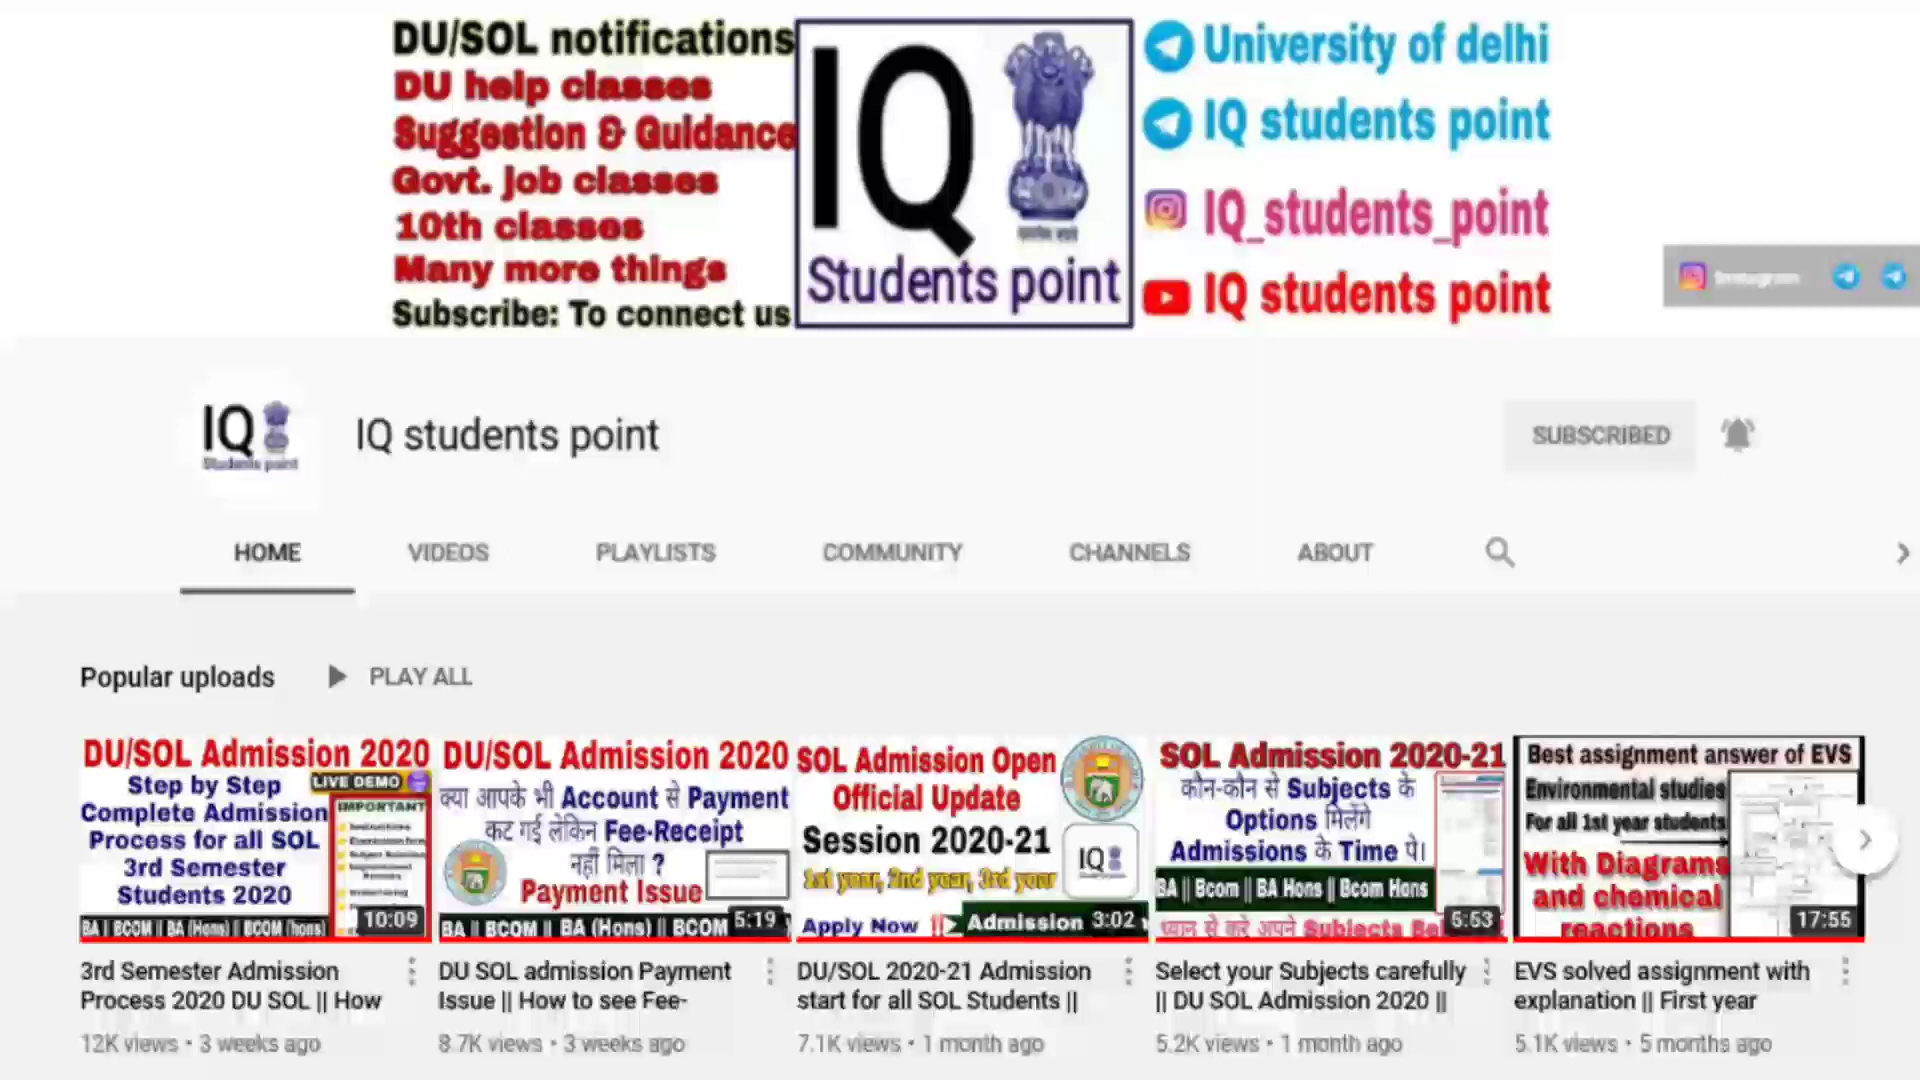 DU/SOL notifications
DU help classes
Suggestion & Guidance
Govt. job classes
10th classes
Many more things
Subscribe: To connect us
IQ
Students point
University of delhi
IQ students point
IQ_students_point
IQ students point
Instagram
IQ
Students point
IQ students point
SUBSCRIBED
HOME VIDEOS PLAYLISTS COMMUNITY CHANNELS ABOUT
Popular uploads PLAY ALL
DU/SOL Admission 2020
Step by Step
LIVE DEMO
Complete Admission
IMPORTANT
Process for all SOL
3rd Semester
Students 2020
10:09
BA || BCOM || BA (Hons) || BCOM (hons)
3rd Semester Admission
Process 2020 DU SOL || How
12K views • 3 weeks ago
DU/SOL Admission 2020
क्या आपके भी Account से Payment
कट गई लेकिन Fee-Receipt
नहीं मिला ?
Payment Issue
BA || BCOM || BA (Hons) || BCOM
5:19
DU SOL admission Payment
Issue || How to see Fee-
8.7K views • 3 weeks ago
SOL Admission Open
Official Update
Session 2020-21
IQ
1st year, 2nd year, 3rd year
Apply Now !! Admission
3:02
DU/SOL 2020-21 Admission
start for all SOL Students ||
7.1K views • 1 month ago
SOL Admission 2020-21
कौन-कौन से Subjects के
Options मिलेंगे
Admissions के Time पे।
BA || Bcom || BA Hons || Bcom Hons
ध्यान से करे अपने Subjects
5:53
Select your Subjects carefully
|| DU SOL Admission 2020 ||
5.2K views • 1 month ago
Best assignment answer of EVS
Environmental studies
For all 1st year students
With Diagrams
and chemical
reactions
17:55
EVS solved assignment with
explanation || First year
5.1K views • 5 months ago